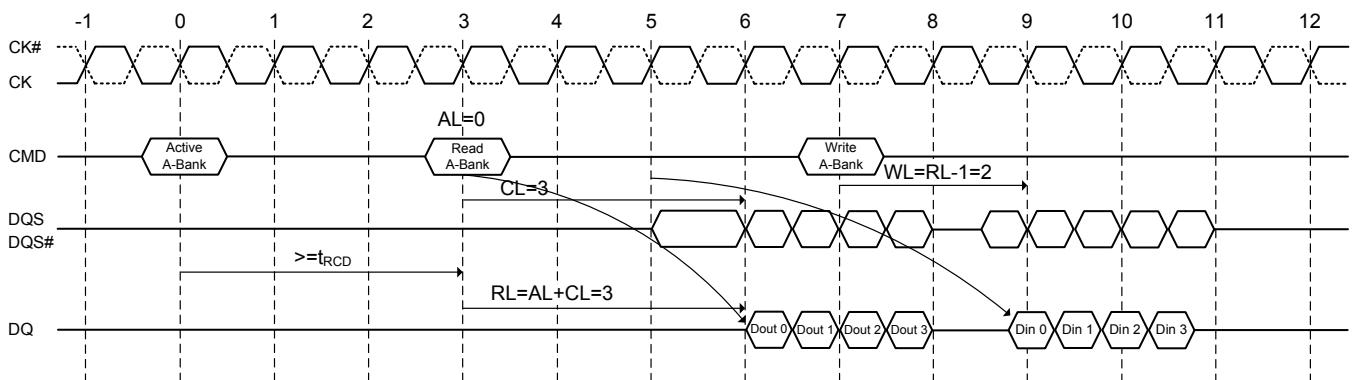 -1 0 1 2 3 4 5 6 7 8 9 10 11 12
CK#
CK
AL=0
CMD Active A-Bank Read A-Bank Write A-Bank
WL=RL-1=2
CL=3
DQS
DQS#
>=tRCD
RL=AL+CL=3
DQ Dout 0 Dout 1 Dout 2 Dout 3 Din 0 Din 1 Din 2 Din 3